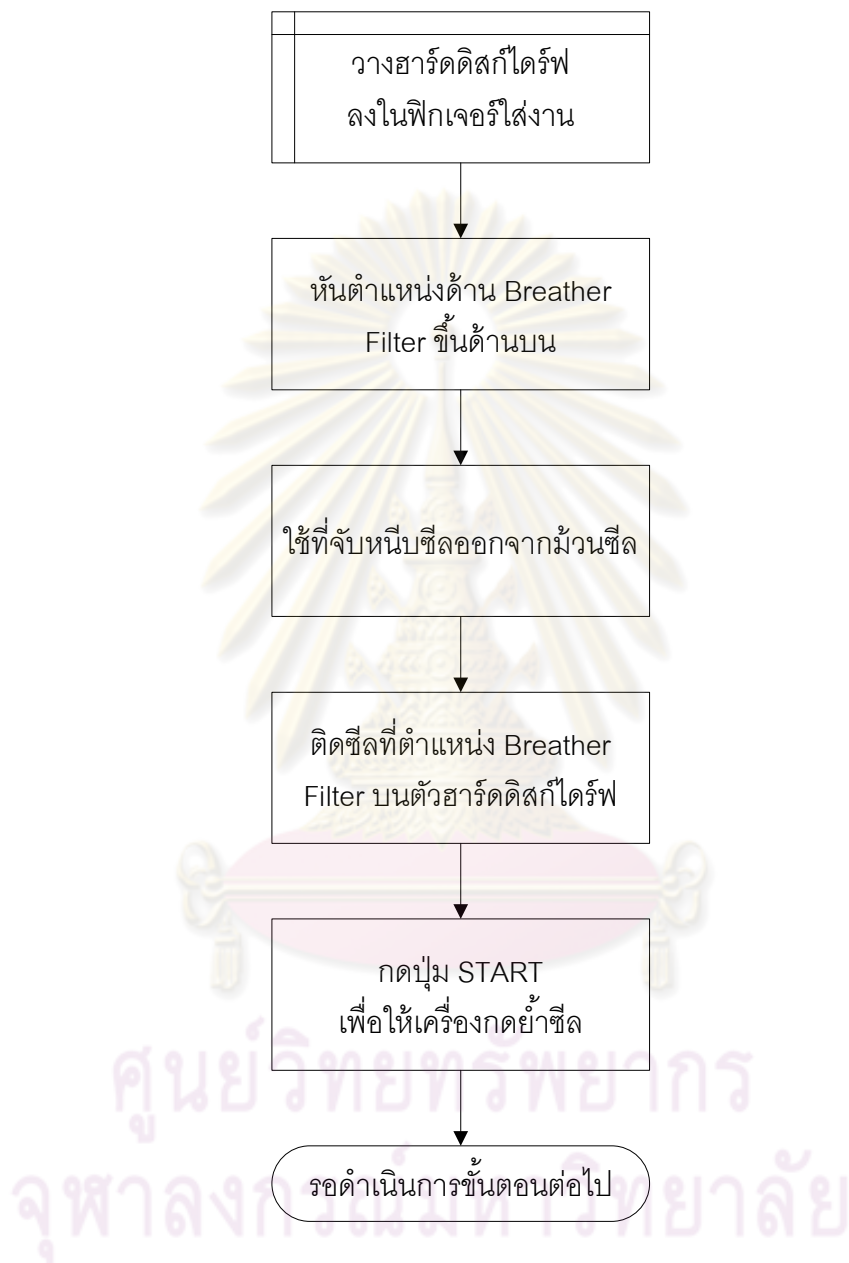 วางฮาร์ดดิสก์ไดร์ฟ
ลงในฟิกเจอร์ใส่งาน
หันตำแหน่งด้าน Breather
Filter ขึ้นด้านบน
ใช้ที่จับหนีบซีลออกจากม้วนซีล
ติดซีลที่ตำแหน่ง Breather
Filter บนตัวฮาร์ดดิสก์ไดร์ฟ
กดปุ่ม START
เพื่อให้เครื่องกดย้ำซีล
ศูนย์วิทยทรัพยากร
รอดำเนินการขั้นตอนต่อไป
จุฬาลงกรณ์มหาวิทยาลัย